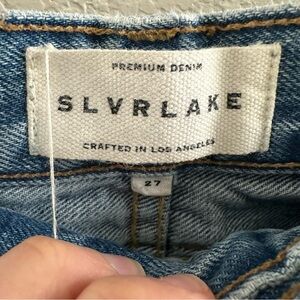 PREMIUM DENIM
SLVRLAKE
CRAFTED IN LOS ANGELES
27